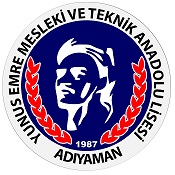 YUNUS EMRE MESLEKİ VE TEKNİK ANADOLU LİSESİ
1987
ADIYAMAN